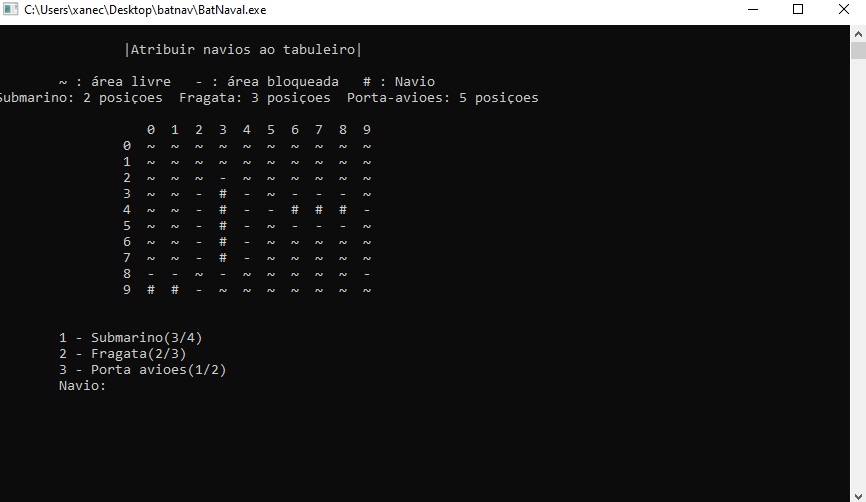 C:\Users\xanec\Desktop\batnav\BatNaval.exe
|Atribuir navios ao tabuleiro|
~ : área livre   - : área bloqueada   # : Navio
Submarino: 2 posiçoes  Fragata: 3 posiçoes  Porta-avioes: 5 posiçoes
0  1  2  3  4  5  6  7  8  9
0  ~  ~  ~  ~  ~  ~  ~  ~  ~  ~
1  ~  ~  ~  ~  ~  ~  ~  ~  ~  ~
2  ~  ~  ~  -  ~  ~  ~  ~  ~  ~
3  ~  ~  -  #  -  ~  -  -  -  ~
4  ~  ~  -  #  -  -  #  #  #  -
5  ~  ~  -  #  -  ~  -  -  -  ~
6  ~  ~  -  #  -  ~  ~  ~  ~  ~
7  ~  ~  -  #  -  ~  ~  ~  ~  ~
8  -  -  ~  -  ~  ~  ~  ~  ~  -
9  #  #  -  ~  ~  ~  ~  ~  ~  ~
1 - Submarino(3/4)
2 - Fragata(2/3)
3 - Porta avioes(1/2)
Navio: